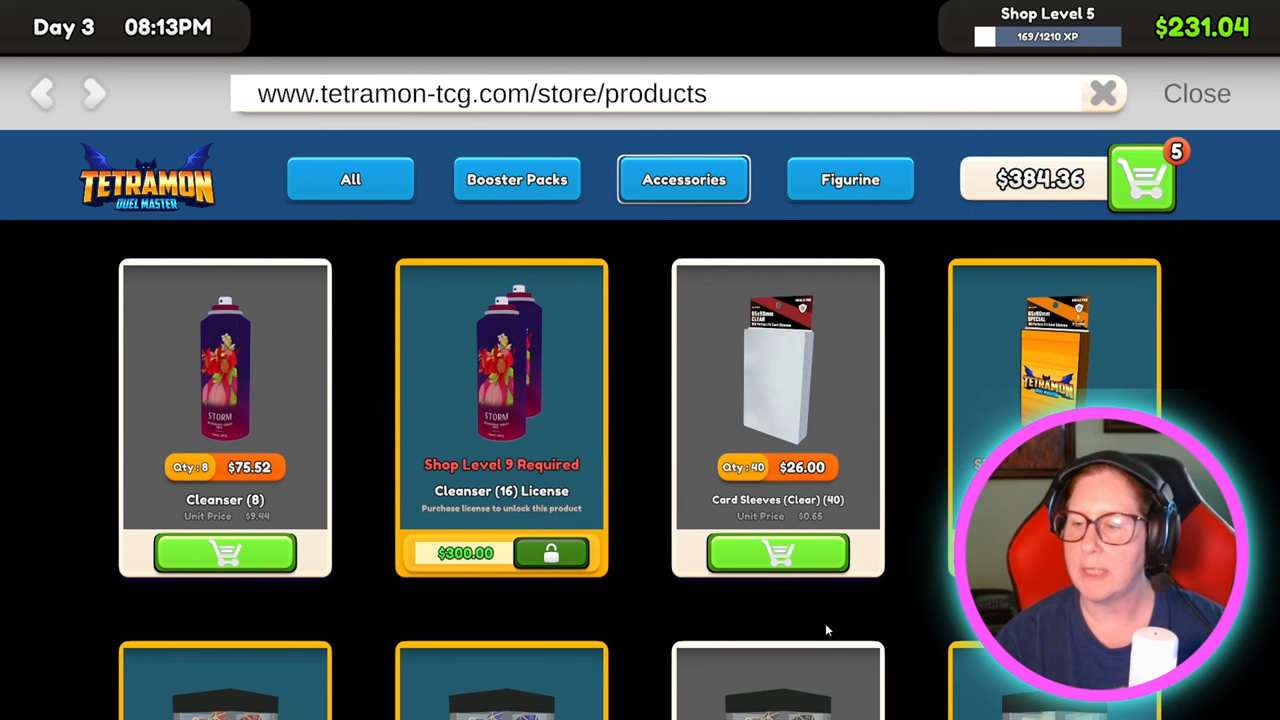 Day 3 08:13PM
Shop Level 5
169/1210 XP
$231.04
www.tetramon-tcg.com/store/products
Close
TETRAMON
DUEL MASTER
All
Booster Packs
Accessories
Figurine
$384.36
5
STORM
Qty : 8 $75.52
Cleanser (8)
Unit Price $9.44
STORM
Shop Level 9 Required
Cleanser (16) License
Purchase license to unlock this product
$300.00
CLEAR
Qty : 40 $26.00
Card Sleeves (Clear) (40)
Unit Price $0.65
SPECIAL
TETRAMON